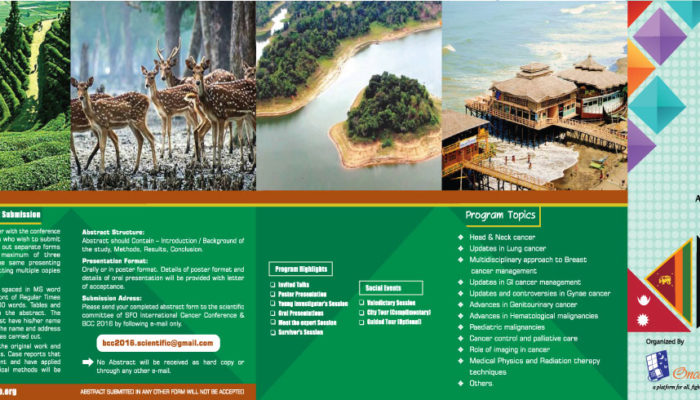 Submission
er with the conference
who wish to submit
out separate forms
maximum of three
e same presenting
tting multiple copies
spaced in MS word
ont of Reguler Times
00 words. Tables and
the abstract. The
st have his/her name
the name and address
es carried out.
the original work and
s. Case reports that
ent and have applied
ical methods will be
.org
Abstract Structure:
Abstract should Contain – Introduction / Background of
the study, Methods, Results, Conclusion.
Presentation Format:
Orally or in poster format. Details of poster format and
details of oral presentation will be provided with letter
of acceptance.
Submission Adress:
Please send your completed abstract form to the scientific
committee of SFO International Cancer Conference &
BCC 2016 by following e-mail only.
bcc2016.scientific@gmail.com
No Abstract will be received as hard copy or
through any other e-mail.
ABSTRACT SUBMITTED IN ANY OTHER FORM WILL NOT BE ACCEPTED
Program Highlights
Invited Talks
Poster Presentation
Young Investigator's Session
Oral Presentations
Meet the expert Session
Survivor's Session
Social Events
Valedictory Session
City Tour (Complimentary)
Guided Tour (Optional)
Program Topics
Head & Neck cancer
Updates in Lung cancer
Multidisciplinary approach to Breast
cancer management
Updates in GI cancer management
Updates and controversies in Gynae cancer
Advances in Genitourinary cancer
Advances in Hematological malignancies
Paediatric malignancies
Cancer control and palliative care
Role of imaging in cancer
Medical Physics and Radiation therapy
techniques
Others.
A
Organized By
Onco
a platform for all, figh